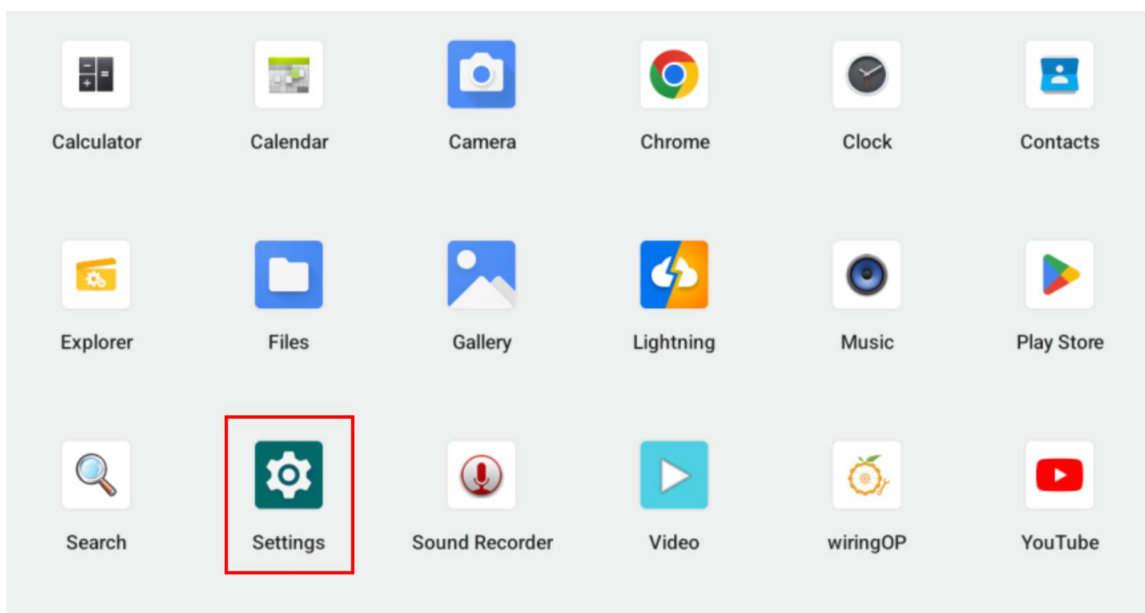 Calculator Calendar Camera Chrome Clock Contacts
Explorer Files Gallery Lightning Music Play Store
Search Settings Sound Recorder Video wiringOP YouTube